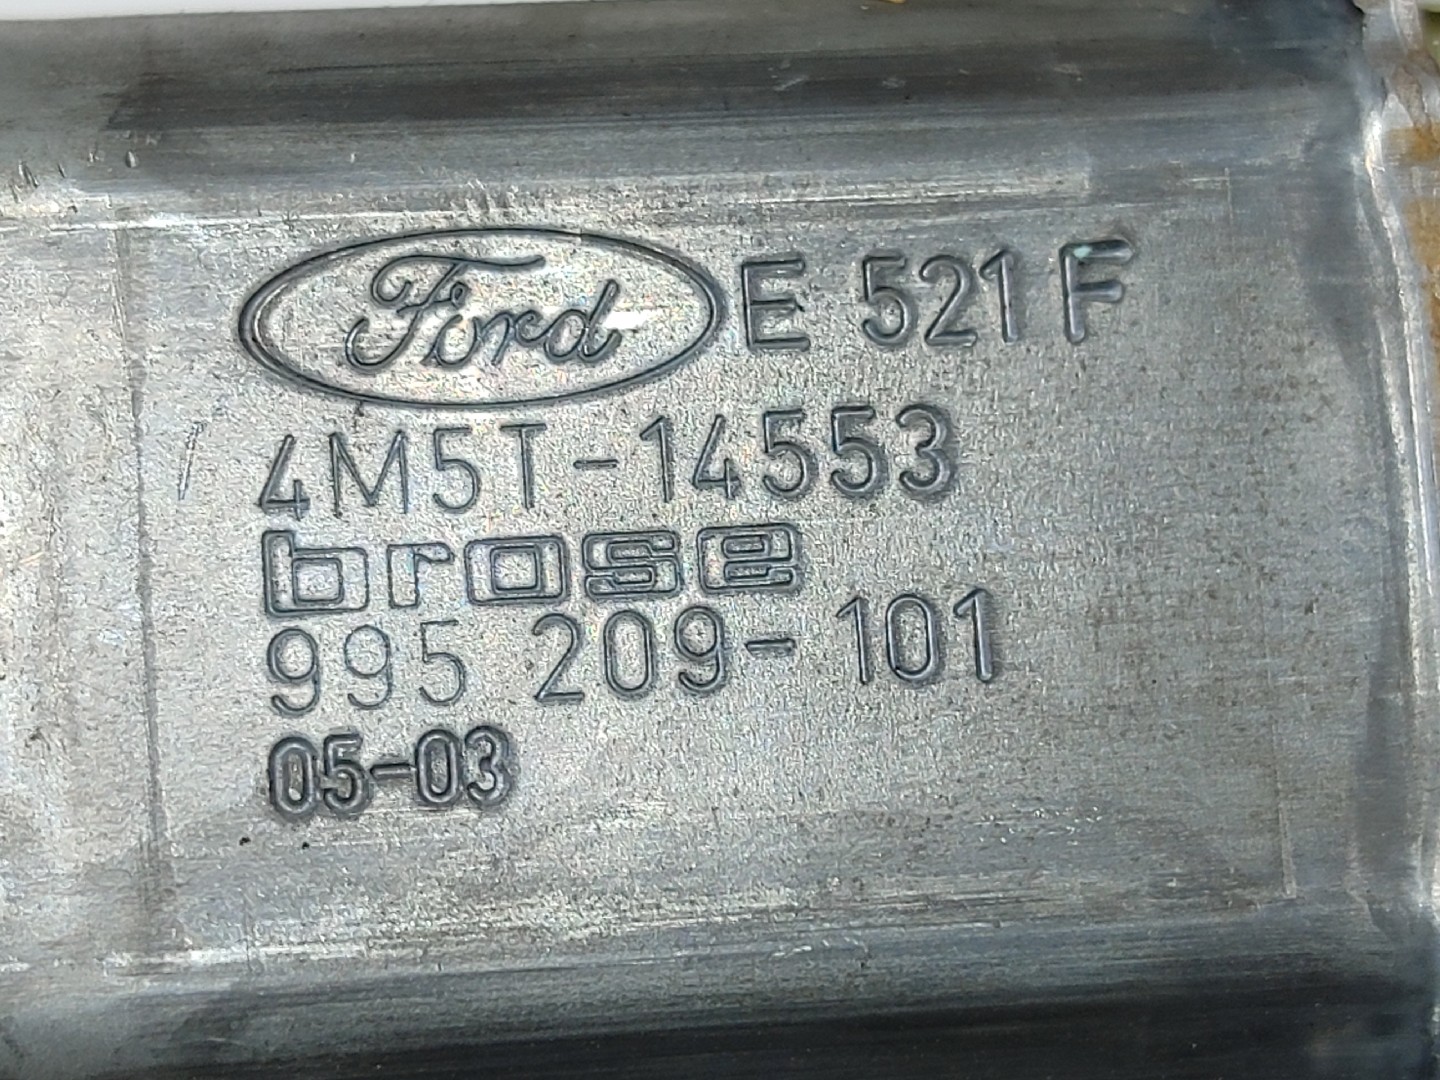 Ford E 521 F
4M5T-14553
brose
995 209-101
05-03